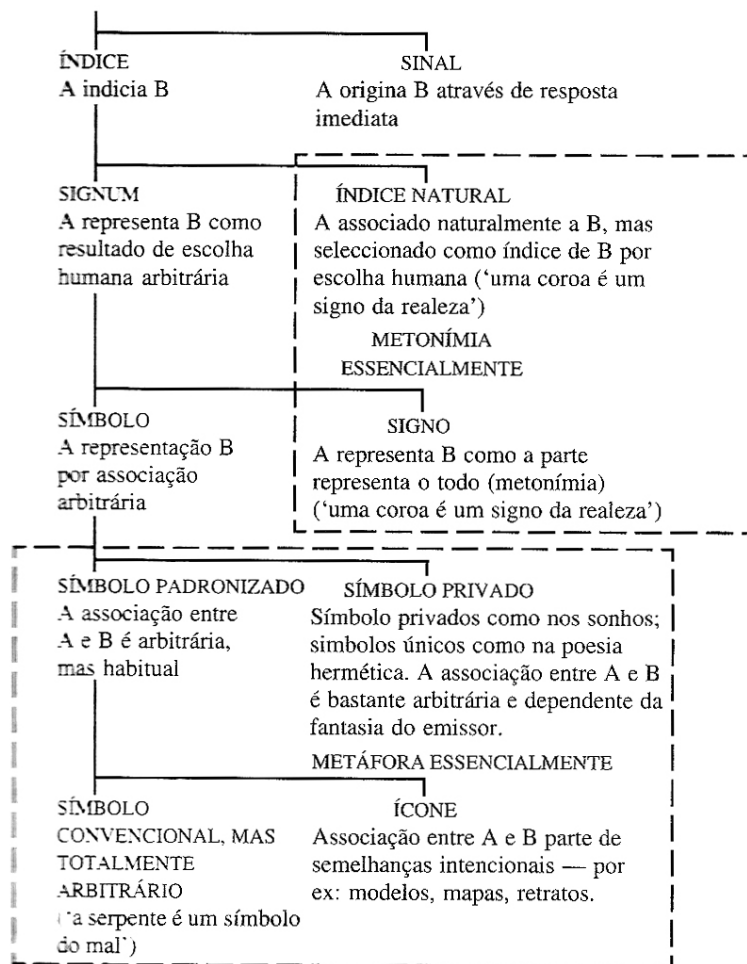 ÍNDICE
A indicia B
SINAL
A origina B através de resposta
imediata
SIGNUM
A representa B como
resultado de escolha
humana arbitrária
ÍNDICE NATURAL
A associado naturalmente a B, mas
seleccionado como índice de B por
escolha humana (‘uma coroa é um
signo da realeza’)
METONÍMIA
ESSENCIALMENTE
SÍMBOLO
A representação B
por associação
arbitrária
SIGNO
A representa B como a parte
representa o todo (metonímia)
(‘uma coroa é um signo da realeza’)
SÍMBOLO PADRONIZADO
A associação entre
A e B é arbitrária,
mas habitual
SÍMBOLO PRIVADO
Símbolo privados como nos sonhos;
simbolos únicos como na poesia
hermética. A associação entre A e B
é bastante arbitrária e dependente da
fantasia do emissor.
METÁFORA ESSENCIALMENTE
SÍMBOLO
CONVENCIONAL, MAS
TOTALMENTE
ARBITRÁRIO
(‘a serpente é um símbolo
do mal’)
ÍCONE
Associação entre A e B parte de
semelhanças intencionais — por
ex: modelos, mapas, retratos.